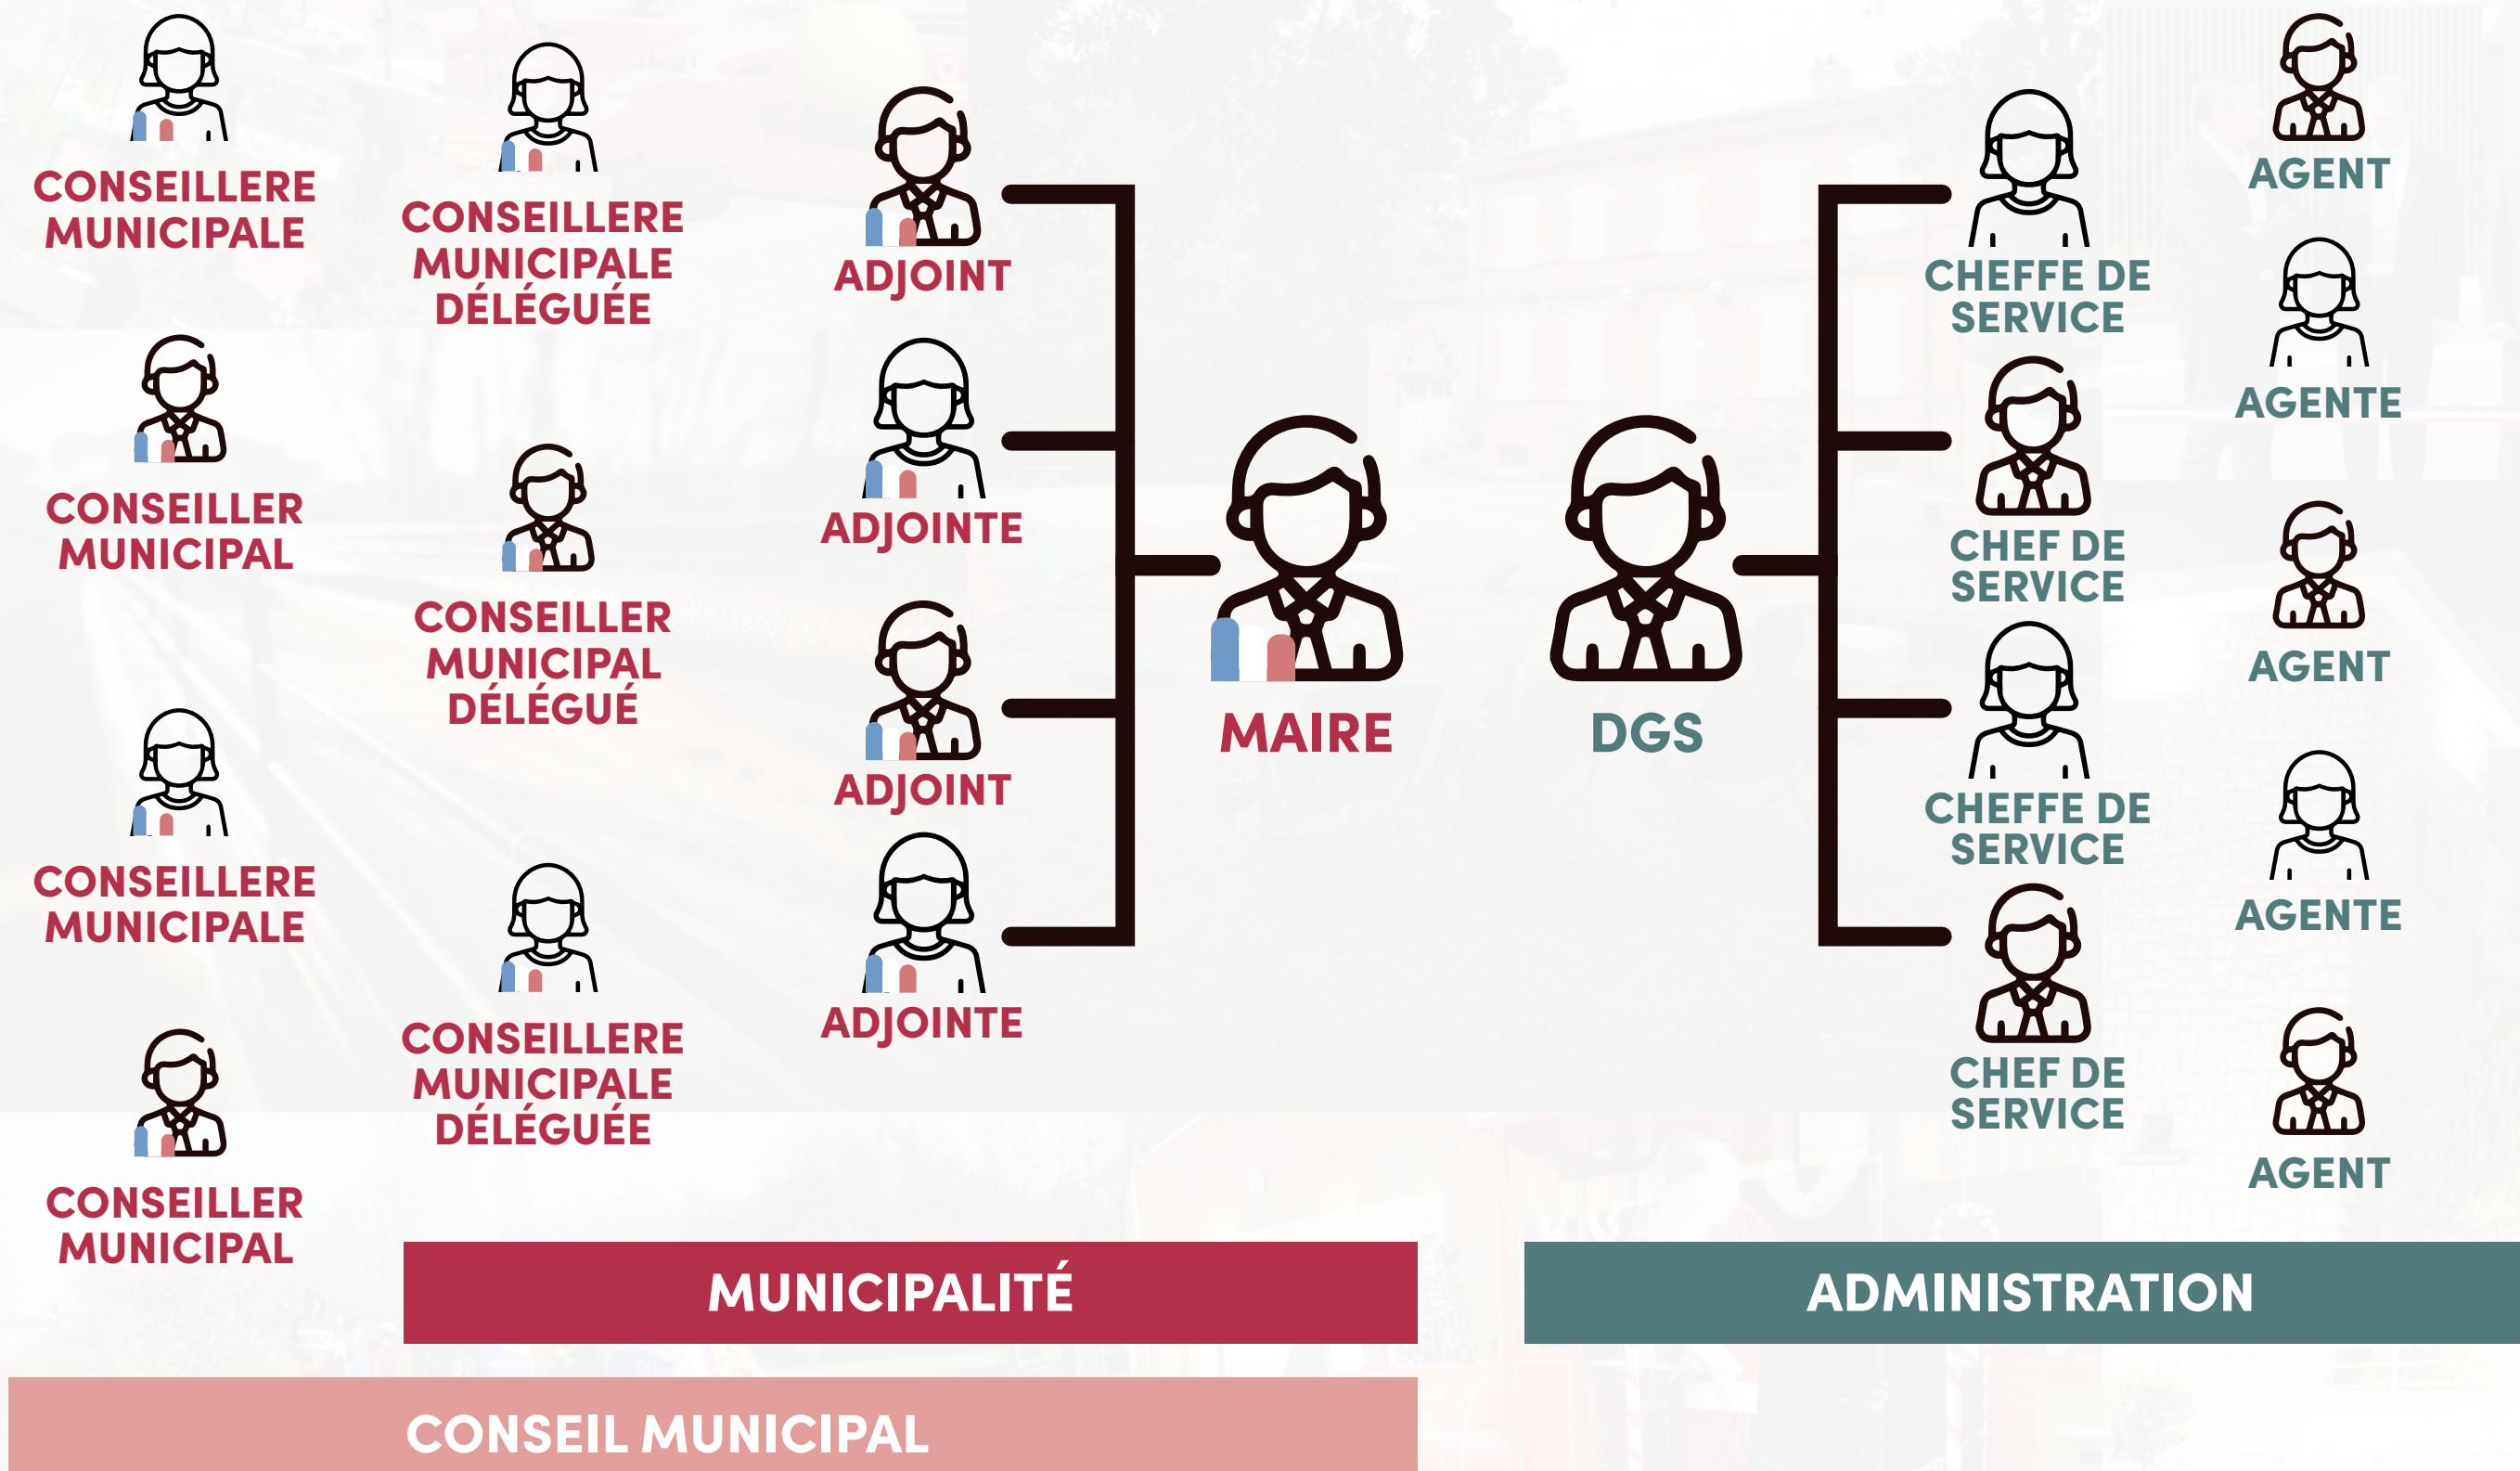 CONSEILLERE
MUNICIPALE
CONSEILLER
MUNICIPAL
CONSEILLERE
MUNICIPALE
CONSEILLER
MUNICIPAL
CONSEILLERE
MUNICIPALE
DÉLÉGUÉE
CONSEILLER
MUNICIPAL
DÉLÉGUÉ
CONSEILLERE
MUNICIPALE
DÉLÉGUÉE
ADJOINT
ADJOINTE
ADJOINT
ADJOINTE
MAIRE
DGS
CHEFFE DE
SERVICE
CHEF DE
SERVICE
CHEFFE DE
SERVICE
CHEF DE
SERVICE
AGENT
AGENTE
AGENT
AGENTE
AGENT
MUNICIPALITÉ
ADMINISTRATION
CONSEIL MUNICIPAL